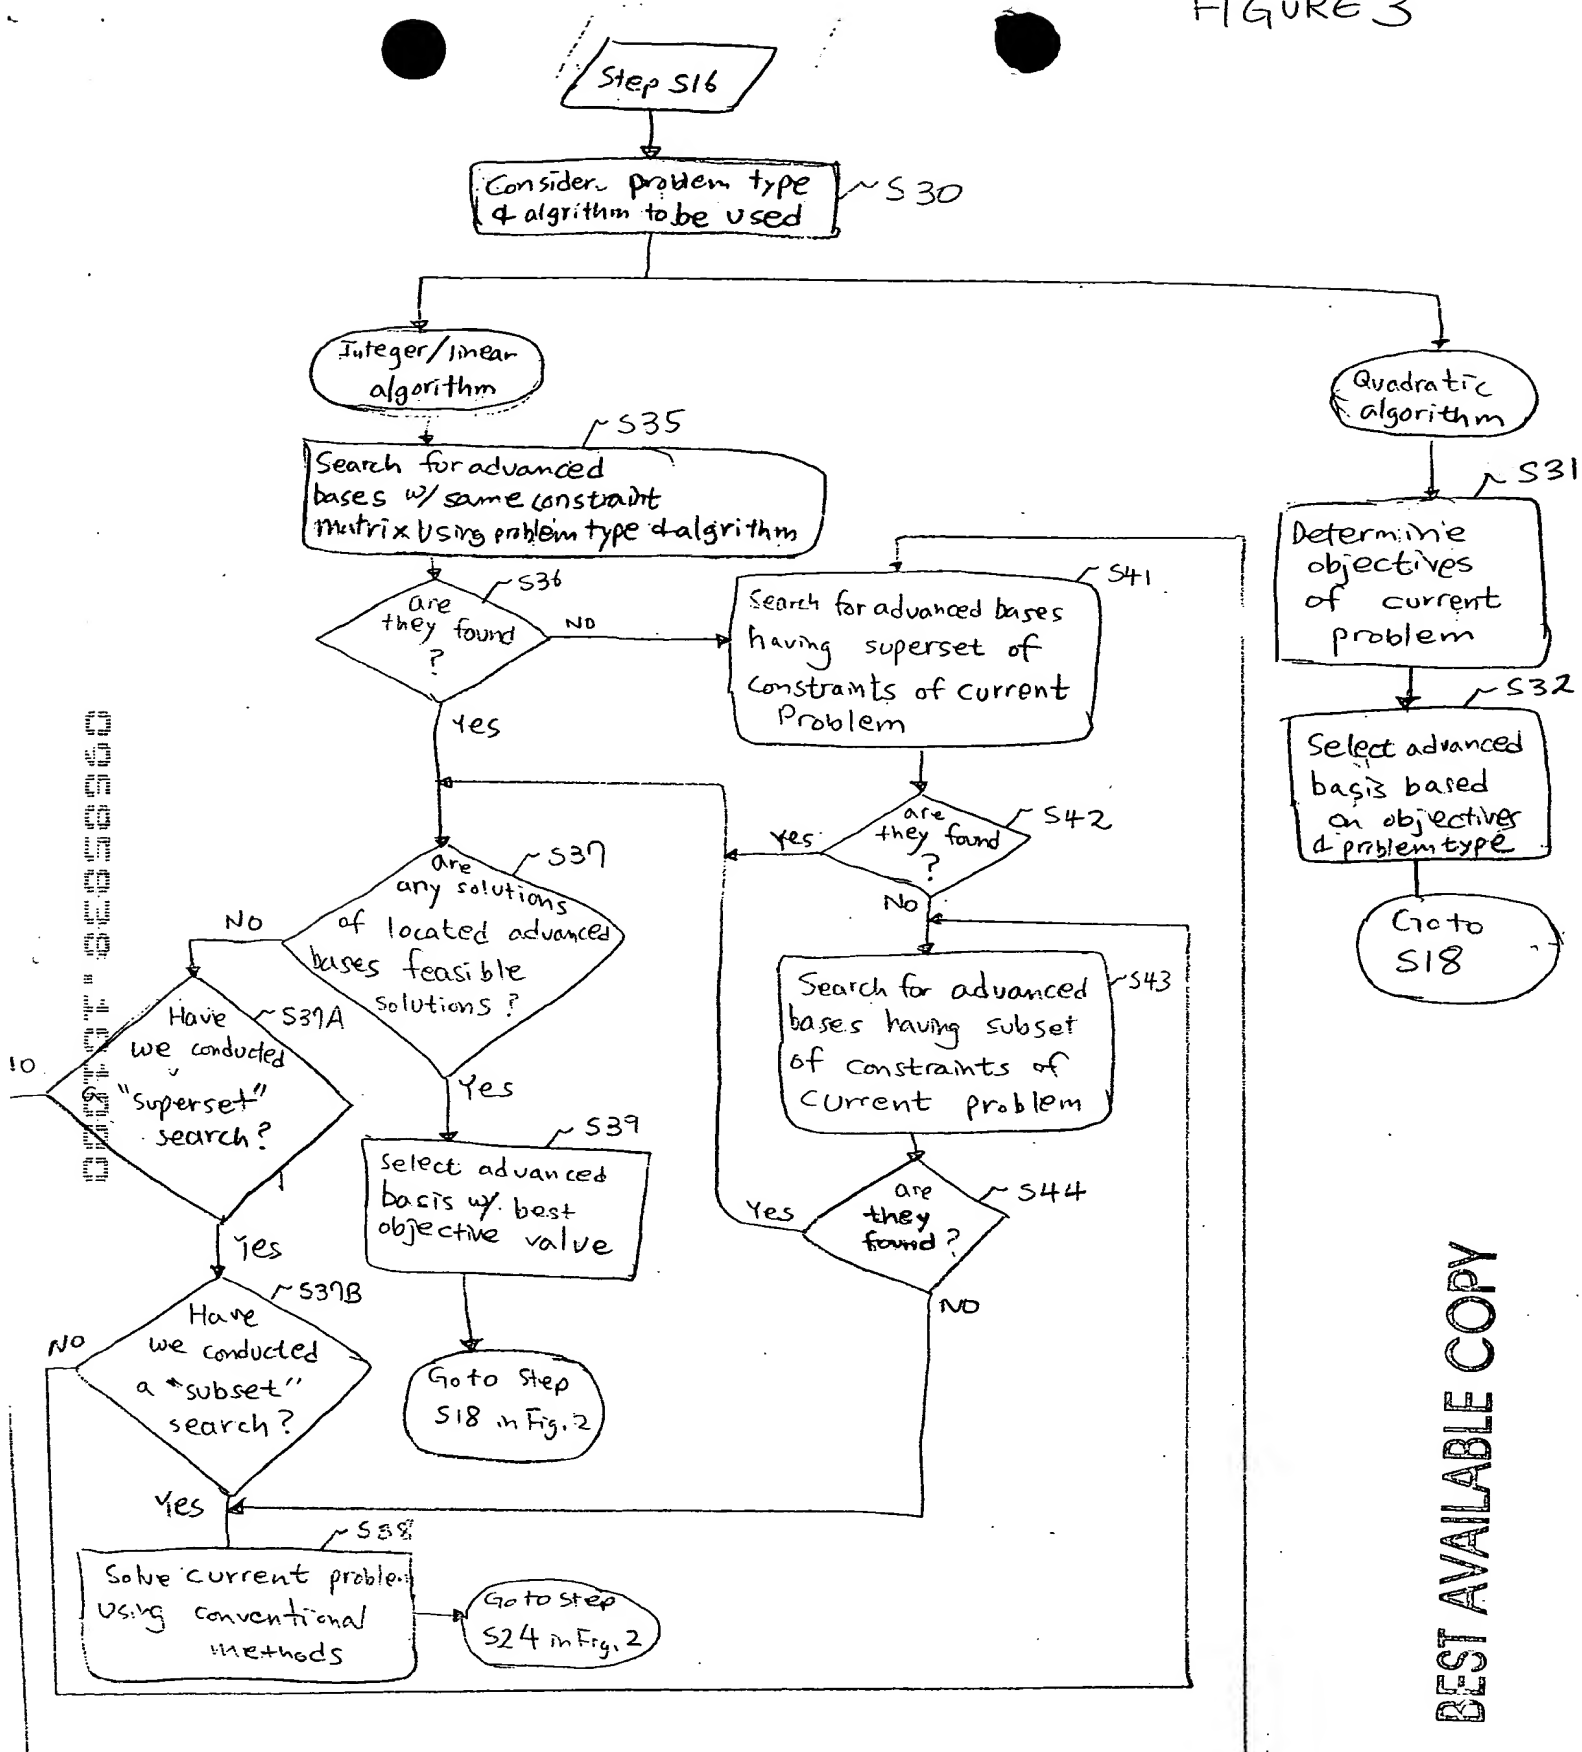 FIGURE 3
Step S16
Consider problem type
& algrithm to be used
S30
Integer/linear
algorithm
Quadratic
algorithm
S35
Search for advanced
bases w/ same constraint
matrix using problem type & algrithm
S31
Determine
objectives
of current
problem
S36
are
they found
?
NO
Yes
S41
Search for advanced bases
having superset of
constraints of current
Problem
S32
Select advanced
basis based
on objectives
& problem type
Go to
S18
S42
are
they found
?
Yes
No
S37
are
any solutions
of located advanced
bases feasible
solutions?
NO
Yes
S43
Search for advanced
bases having subset
of constraints of
current problem
S37A
Have
we conducted
a "superset"
search?
Yes
S39
Select advanced
basis w/ best
objective value
S44
are
they
found?
Yes
NO
S37B
Have
we conducted
a "subset"
search?
NO
Yes
Go to Step
S18 in Fig. 2
S38
Solve current problem
using conventional
methods
Go to Step
S24 in Fig. 2
BEST AVAILABLE COPY